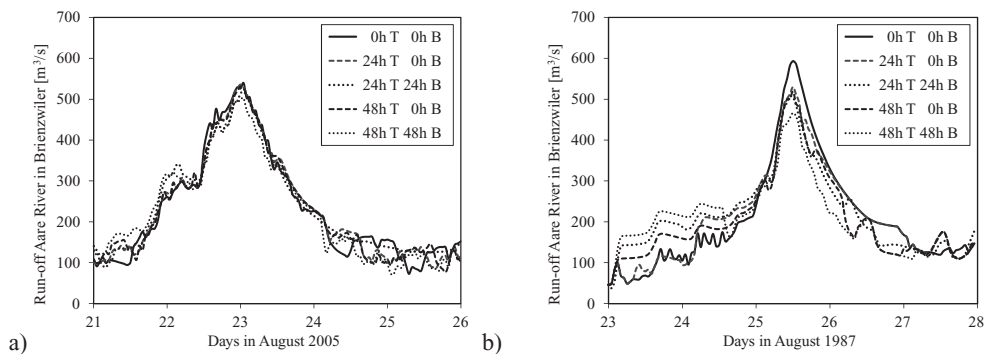 a)
Run-off Aare River in Brienzwiler [m³/s]
700
600
500
400
300
200
100
0
21 22 23 24 25 26
Days in August 2005
0h T 0h B
24h T 0h B
24h T 24h B
48h T 0h B
48h T 48h B
b)
Run-off Aare River in Brienzwiler [m³/s]
700
600
500
400
300
200
100
0
23 24 25 26 27 28
Days in August 1987
0h T 0h B
24h T 0h B
24h T 24h B
48h T 0h B
48h T 48h B